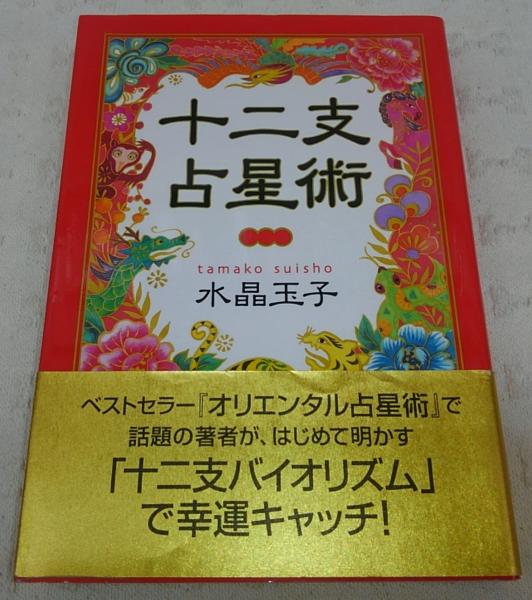 十二支
占星術
tamako suisho
水晶玉子
ベストセラー『オリエンタル占星術』で
話題の著者が、はじめて明かす
「十二支バイオリズム」
で幸運キャッチ!